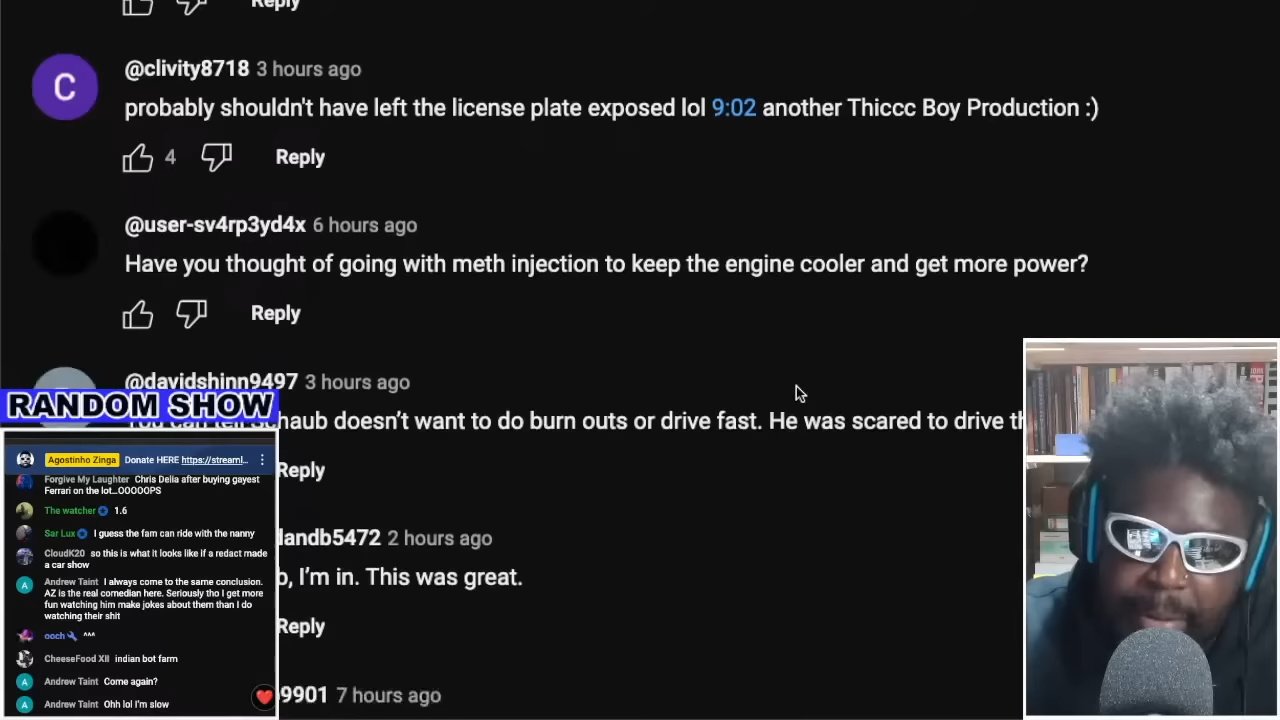 Reply
C
@clivity8718 3 hours ago
probably shouldn't have left the license plate exposed lol 9:02 another Thiccc Boy Production :)
4
Reply
@user-sv4rp3yd4x 6 hours ago
Have you thought of going with meth injection to keep the engine cooler and get more power?
Reply
@davidshinn9497 3 hours ago
You can tell Schaub doesn't want to do burn outs or drive fast. He was scared to drive th
Reply
landb5472 2 hours ago
b, I'm in. This was great.
Reply
9901 7 hours ago
RANDOM SHOW
Agostinho Zinga Donate HERE https://streaml...
Forgive My Laughter Chris Delia after buying gayest
Ferrari on the lot...OOOOOPS
The watcher 1.6
Sar Lux I guess the fam can ride with the nanny
CloudK20 so this is what it looks like if a redact made
a car show
A Andrew Taint I always come to the same conclusion.
AZ is the real comedian here. Seriously tho I get more
fun watching him make jokes about them than I do
watching their shit
ooch ^^^
CheeseFood XII indian bot farm
A Andrew Taint Come again?
A Andrew Taint Ohh lol I'm slow